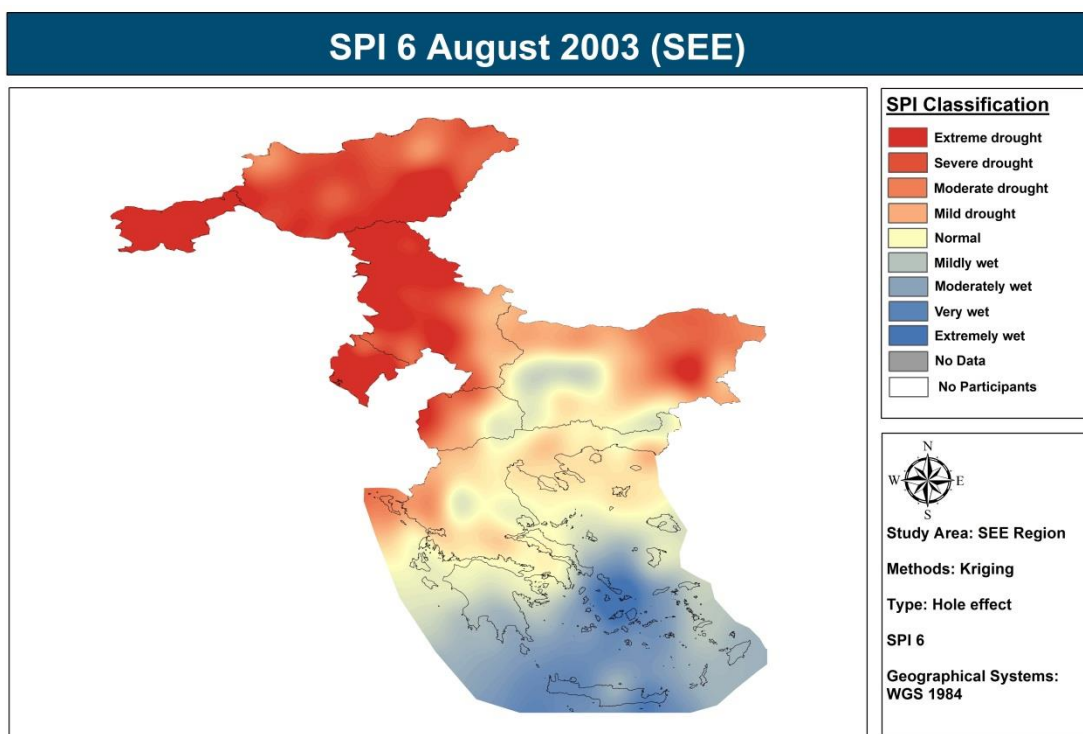 SPI 6 August 2003 (SEE)
SPI Classification
Extreme drought
Severe drought
Moderate drought
Mild drought
Normal
Mildly wet
Moderately wet
Very wet
Extremely wet
No Data
No Participants
N
W E
S
Study Area: SEE Region
Methods: Kriging
Type: Hole effect
SPI 6
Geographical Systems:
WGS 1984